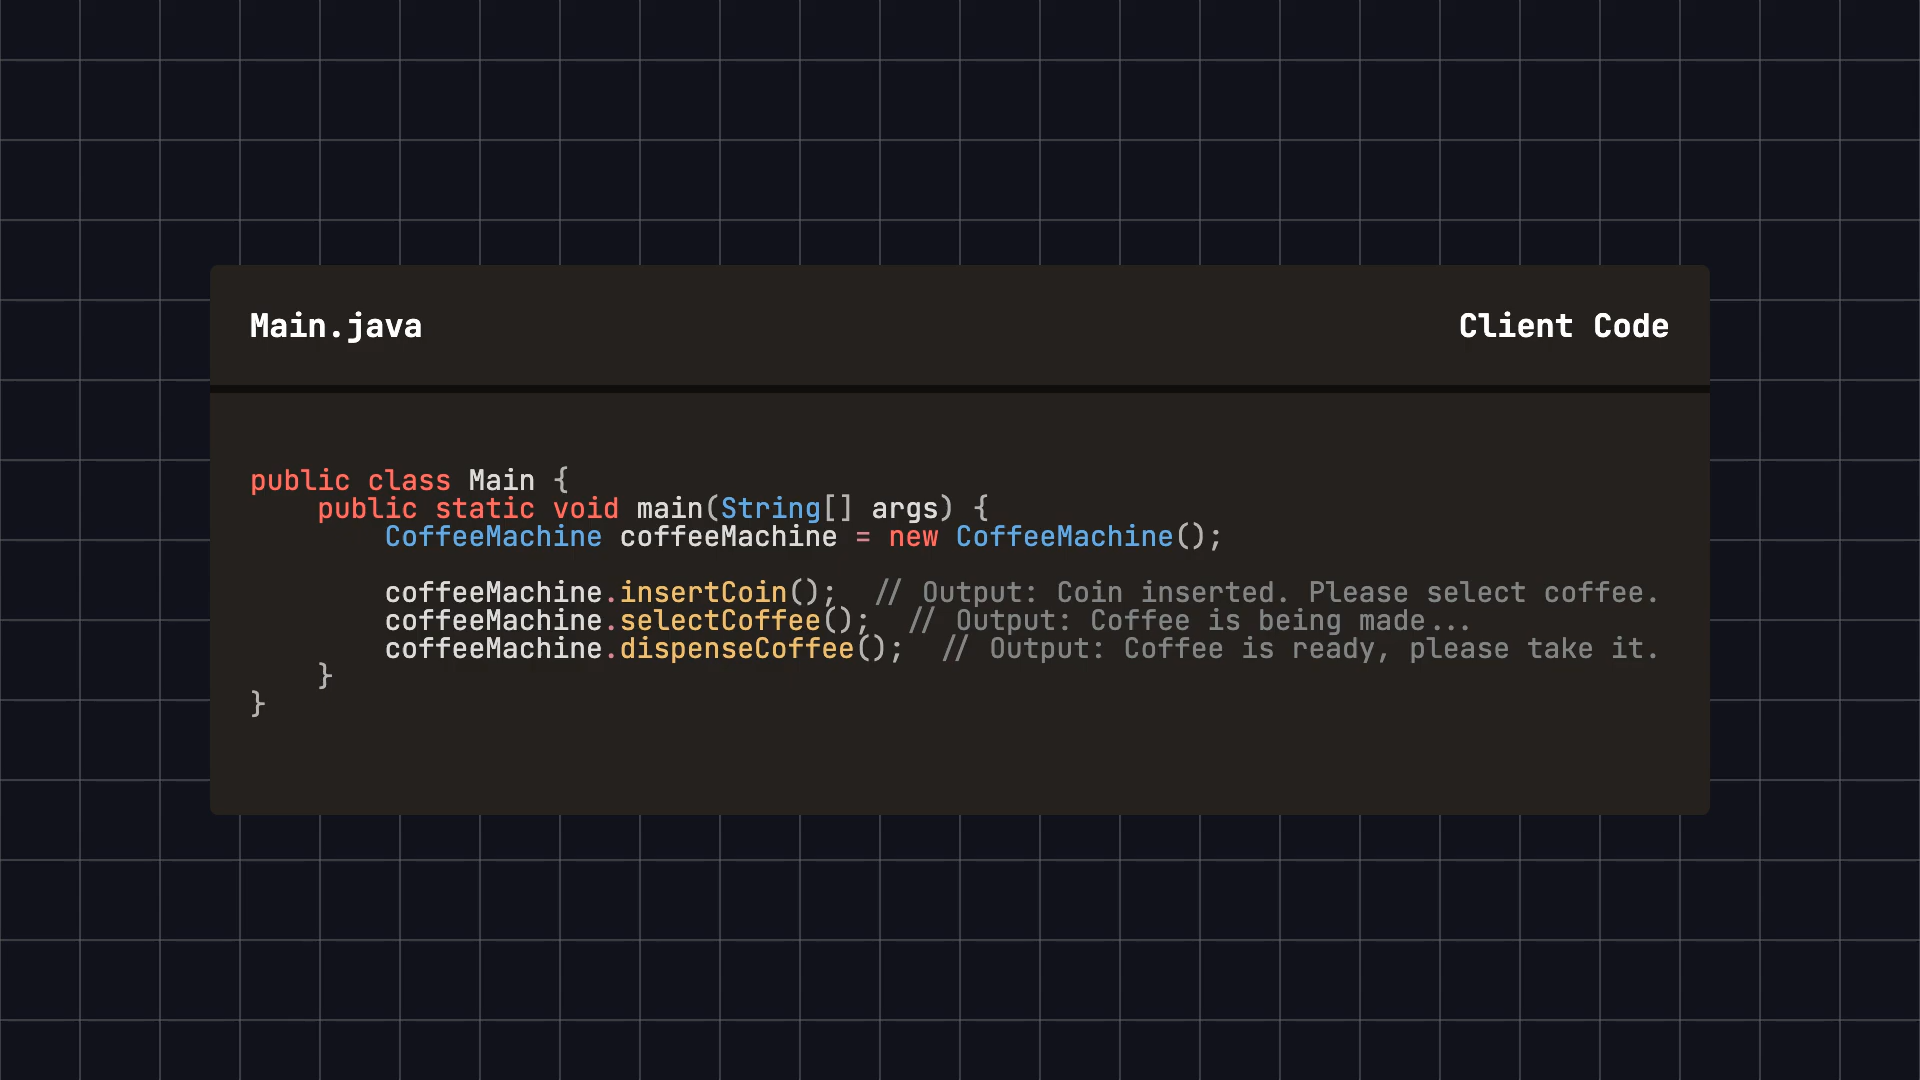 Main.java
Client Code
public class Main {
    public static void main(String[] args) {
        CoffeeMachine coffeeMachine = new CoffeeMachine();

        coffeeMachine.insertCoin();  // Output: Coin inserted. Please select coffee.
        coffeeMachine.selectCoffee();  // Output: Coffee is being made...
        coffeeMachine.dispenseCoffee();  // Output: Coffee is ready, please take it.
    }
}